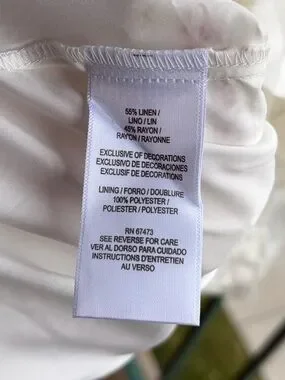 55% LINEN /
LINO / LIN
45% RAYON /
RAYON / RAYONNE
EXCLUSIVE OF DECORATIONS
EXCLUSIVO DE DECORACIONES
EXCLUSIF DE DECORATIONS
LINING / FORRO / DOUBLURE
100% POLYESTER /
POLIESTER / POLYESTER
RN 67473
SEE REVERSE FOR CARE
VER AL DORSO PARA CUIDADO
INSTRUCTIONS D'ENTRETIEN
AU VERSO